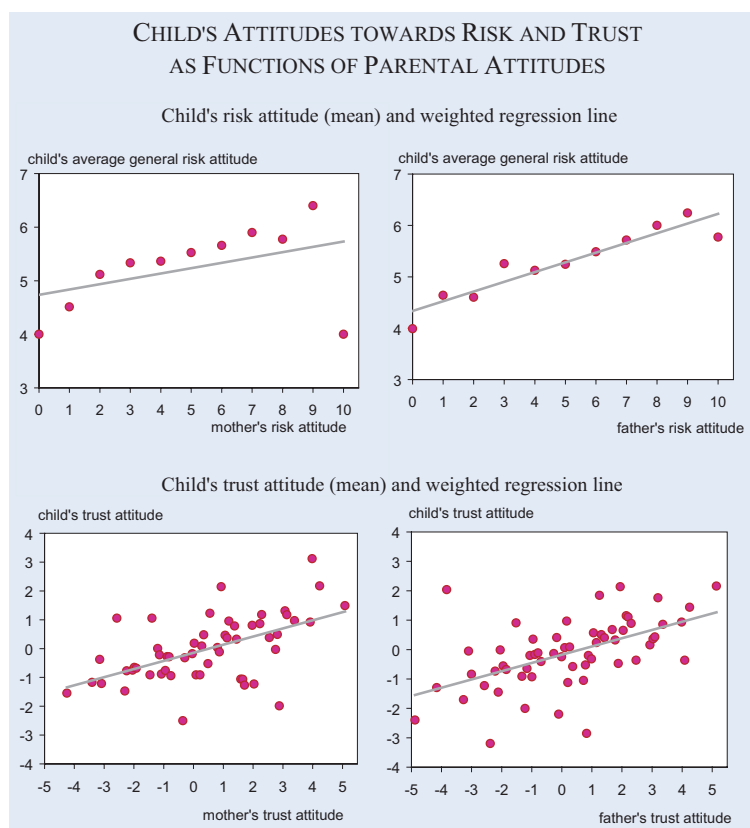 CHILD'S ATTITUDES TOWARDS RISK AND TRUST
AS FUNCTIONS OF PARENTAL ATTITUDES
Child's risk attitude (mean) and weighted regression line
child's average general risk attitude
7
6
5
4
3
0 1 2 3 4 5 6 7 8 9 10
mother's risk attitude
child's average general risk attitude
7
6
5
4
3
0 1 2 3 4 5 6 7 8 9 10
father's risk attitude
Child's trust attitude (mean) and weighted regression line
child's trust attitude
4
3
2
1
0
-1
-2
-3
-4
-5 -4 -3 -2 -1 0 1 2 3 4 5
mother's trust attitude
child's trust attitude
4
3
2
1
0
-1
-2
-3
-4
-5 -4 -3 -2 -1 0 1 2 3 4 5
father's trust attitude